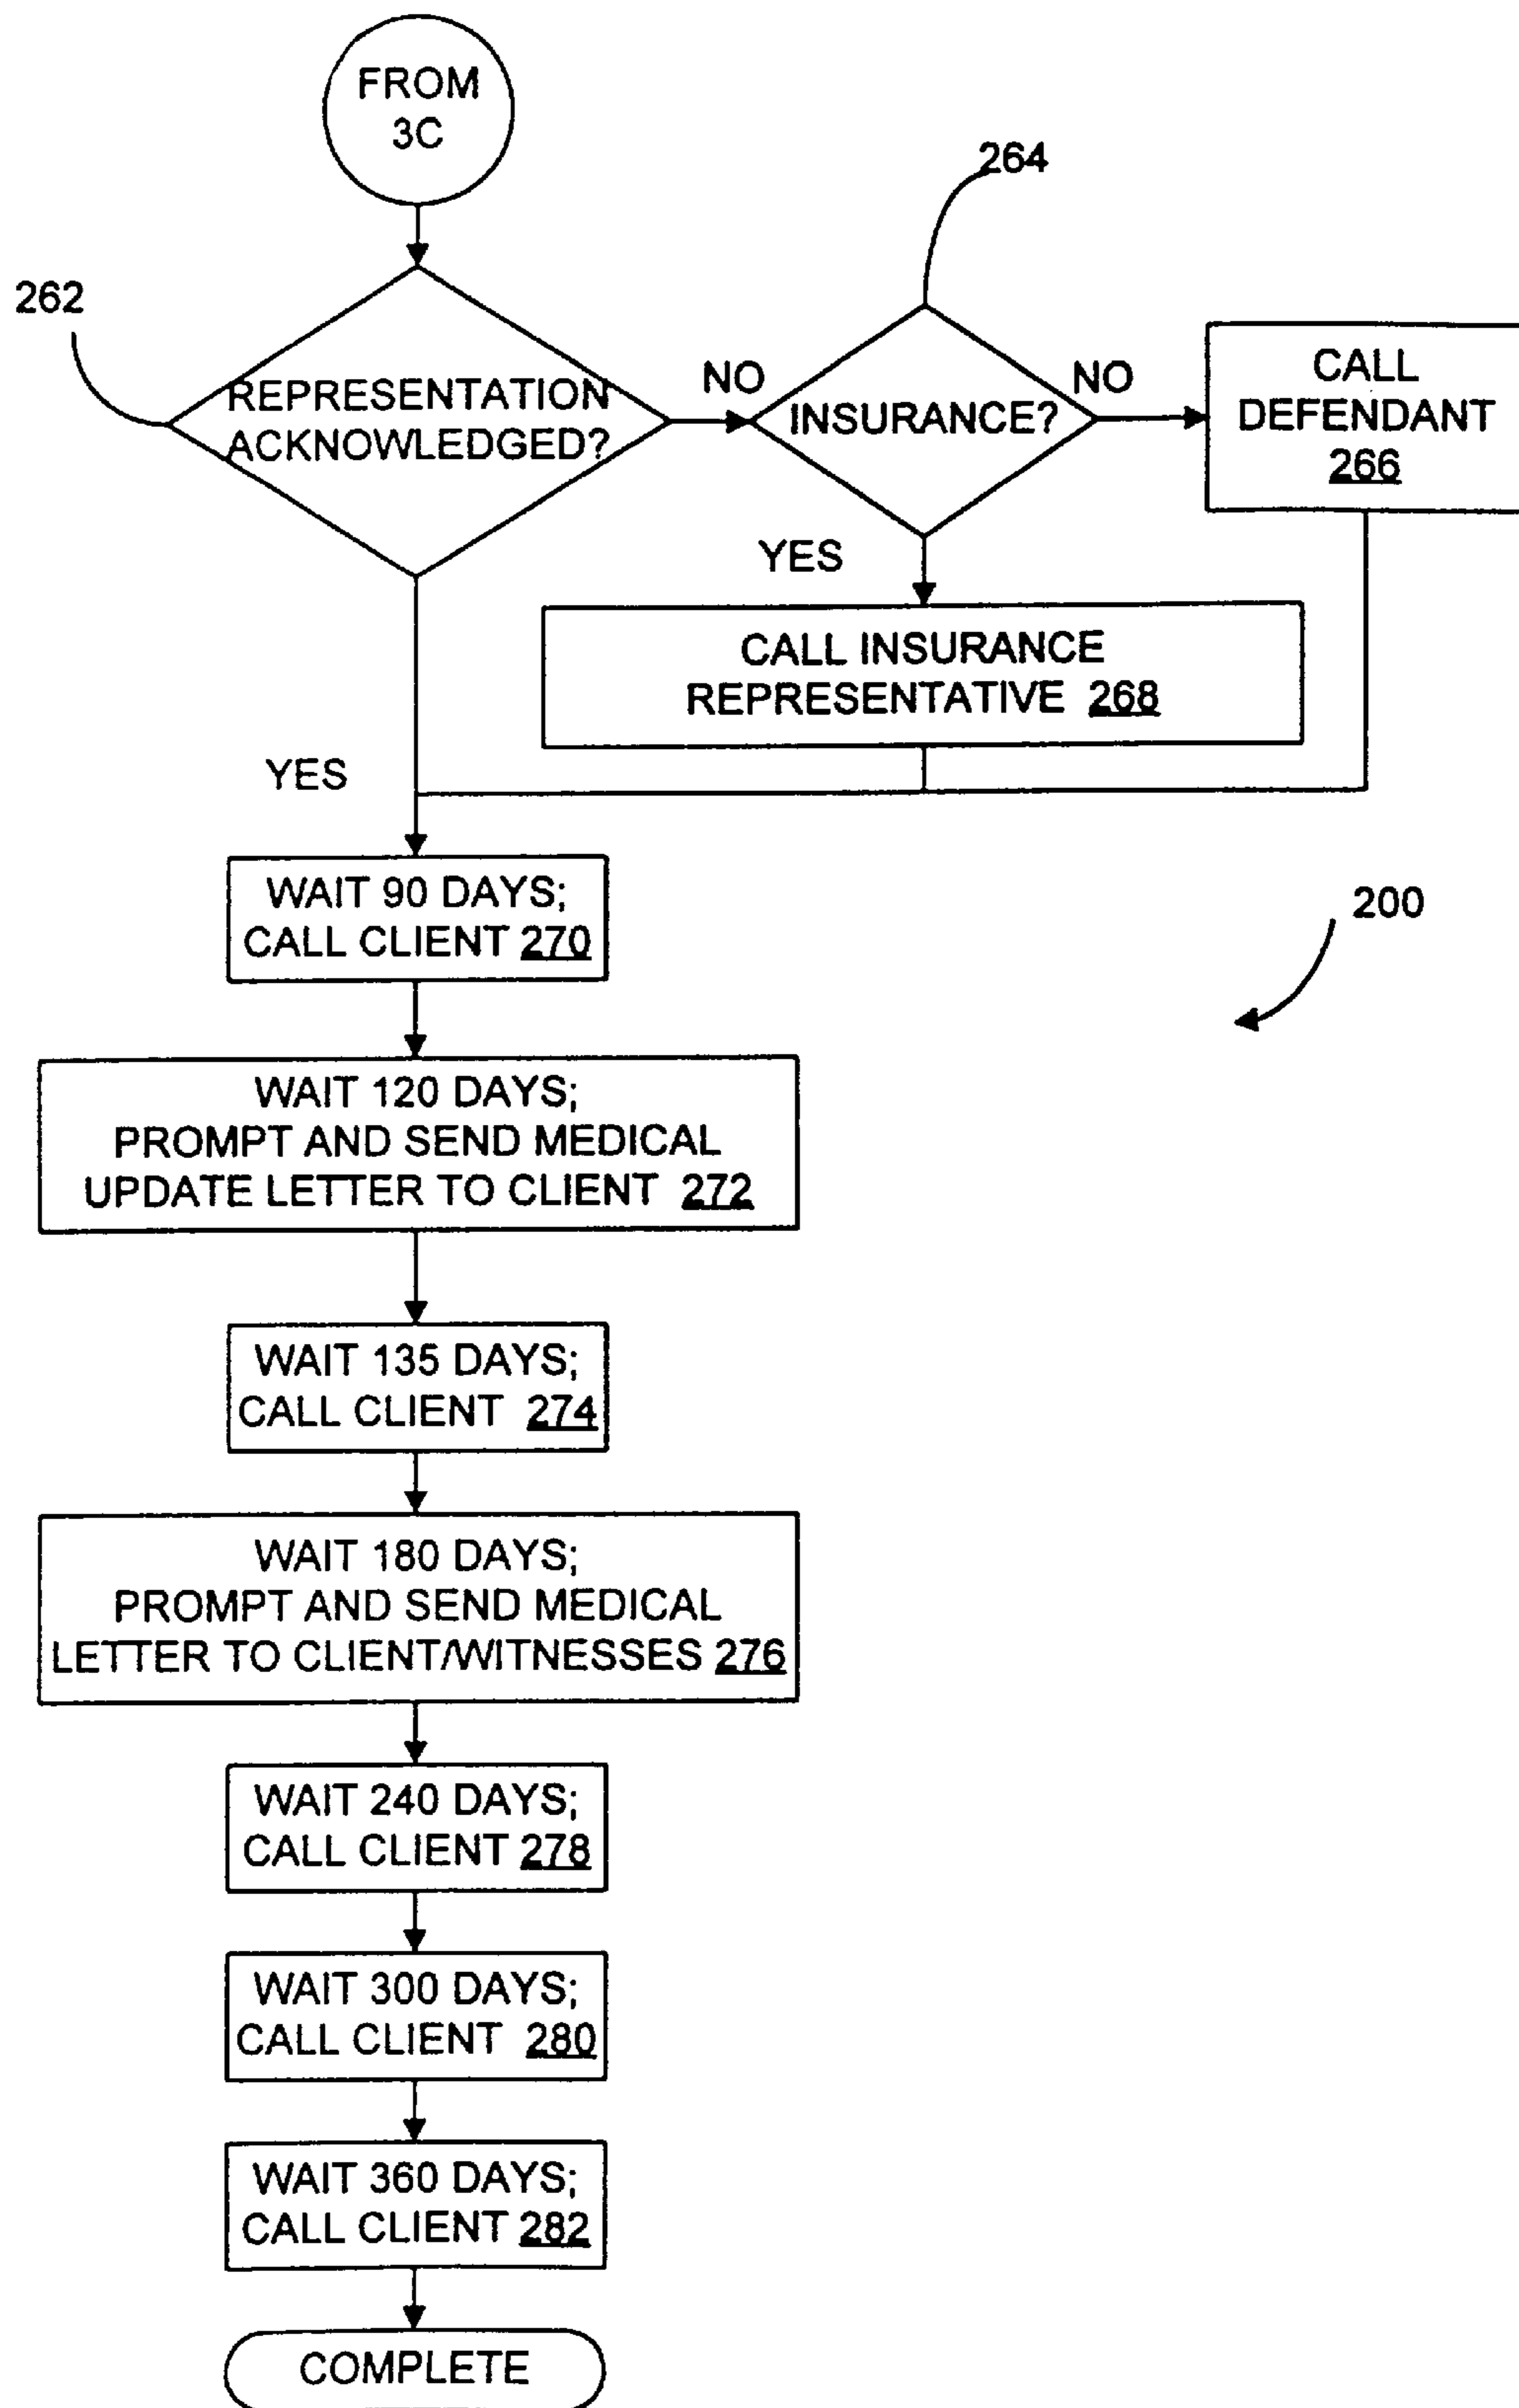 FROM
3C
264
262
REPRESENTATION
ACKNOWLEDGED?
NO
INSURANCE?
NO
CALL
DEFENDANT
266
YES
CALL INSURANCE
REPRESENTATIVE 268
YES
WAIT 90 DAYS;
CALL CLIENT 270
200
WAIT 120 DAYS;
PROMPT AND SEND MEDICAL
UPDATE LETTER TO CLIENT 272
WAIT 135 DAYS;
CALL CLIENT 274
WAIT 180 DAYS;
PROMPT AND SEND MEDICAL
LETTER TO CLIENT/WITNESSES 276
WAIT 240 DAYS;
CALL CLIENT 278
WAIT 300 DAYS;
CALL CLIENT 280
WAIT 360 DAYS;
CALL CLIENT 282
COMPLETE